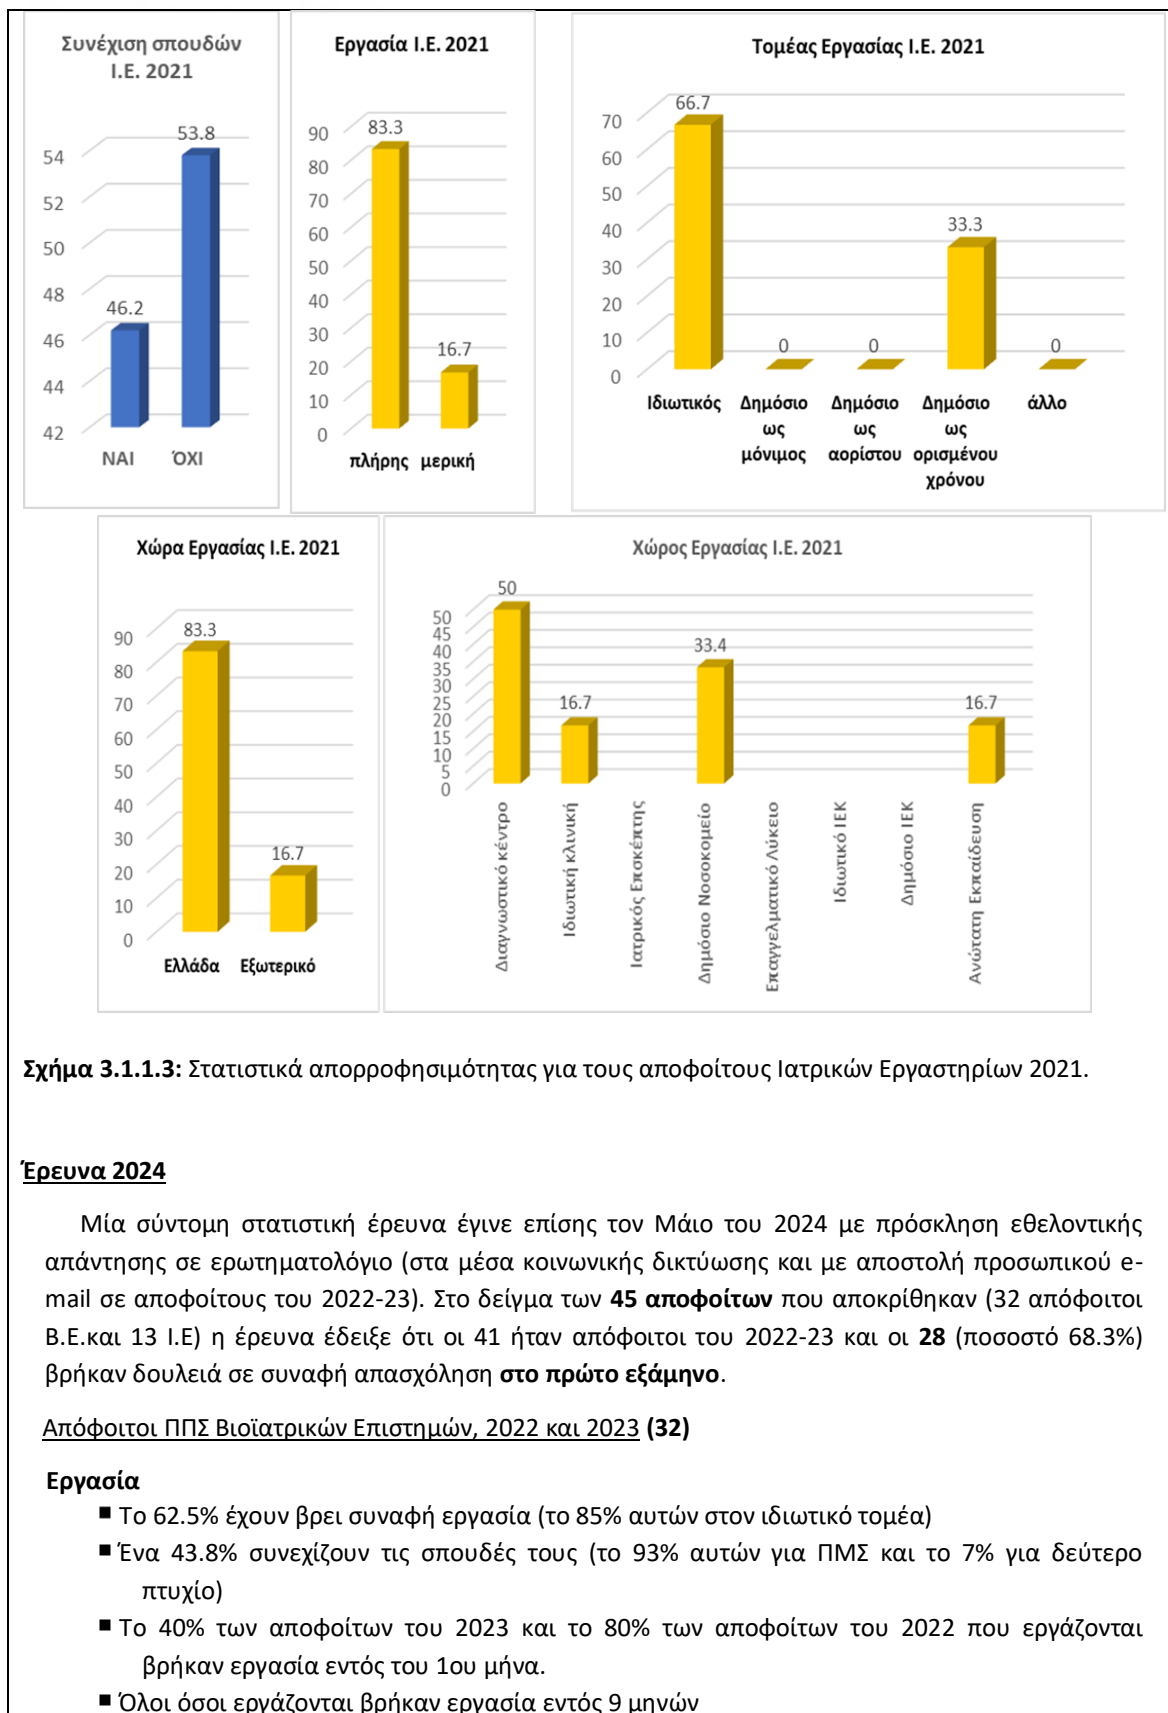 Συνέχιση σπουδών
Ι.Ε. 2021
53.8
54
52
50
48
46.2
46
44
42
ΝΑΙ ΌΧΙ
Εργασία Ι.Ε. 2021
90
83.3
80
70
60
50
40
30
20
16.7
10
0
πλήρης μερική
Τομέας Εργασίας Ι.Ε. 2021
66.7
70
60
50
40
33.3
30
20
10
0 0 0
0
Ιδιωτικός Δημόσιο Δημόσιο Δημόσιο άλλο
ως ως ως
μόνιμος αορίστου ορισμένου
χρόνου
Χώρα Εργασίας Ι.Ε. 2021
90
83.3
80
70
60
50
40
30
20
16.7
10
0
Ελλάδα Εξωτερικό
Χώρος Εργασίας Ι.Ε. 2021
50
50
45
40
33.4
35
30
25
16.7 16.7
20
15
10
5
0
Διαγνωστικό κέντρο
Ιδιωτική κλινική
Ιατρικός Επισκέπτης
Δημόσιο Νοσοκομείο
Επαγγελματικό Λύκειο
Ιδιωτικό ΙΕΚ
Δημόσιο ΙΕΚ
Ανώτατη Εκπαίδευση
Σχήμα 3.1.1.3: Στατιστικά απορροφησιμότητας για τους αποφοίτους Ιατρικών Εργαστηρίων 2021.
Έρευνα 2024
Μία σύντομη στατιστική έρευνα έγινε επίσης τον Μάιο του 2024 με πρόσκληση εθελοντικής
απάντησης σε ερωτηματολόγιο (στα μέσα κοινωνικής δικτύωσης και με αποστολή προσωπικού e-
mail σε αποφοίτους του 2022-23). Στο δείγμα των 45 αποφοίτων που αποκρίθηκαν (32 απόφοιτοι
Β.Ε.και 13 Ι.Ε) η έρευνα έδειξε ότι οι 41 ήταν απόφοιτοι του 2022-23 και οι 28 (ποσοστό 68.3%)
βρήκαν δουλειά σε συναφή απασχόληση στο πρώτο εξάμηνο.
Απόφοιτοι ΠΠΣ Βιοϊατρικών Επιστημών, 2022 και 2023 (32)
Εργασία
▪ Το 62.5% έχουν βρει συναφή εργασία (το 85% αυτών στον ιδιωτικό τομέα)
▪ Ένα 43.8% συνεχίζουν τις σπουδές τους (το 93% αυτών για ΠΜΣ και το 7% για δεύτερο
πτυχίο)
▪ Το 40% των αποφοίτων του 2023 και το 80% των αποφοίτων του 2022 που εργάζονται
βρήκαν εργασία εντός του 1ου μήνα.
▪ Όλοι όσοι εργάζονται βρήκαν εργασία εντός 9 μηνών